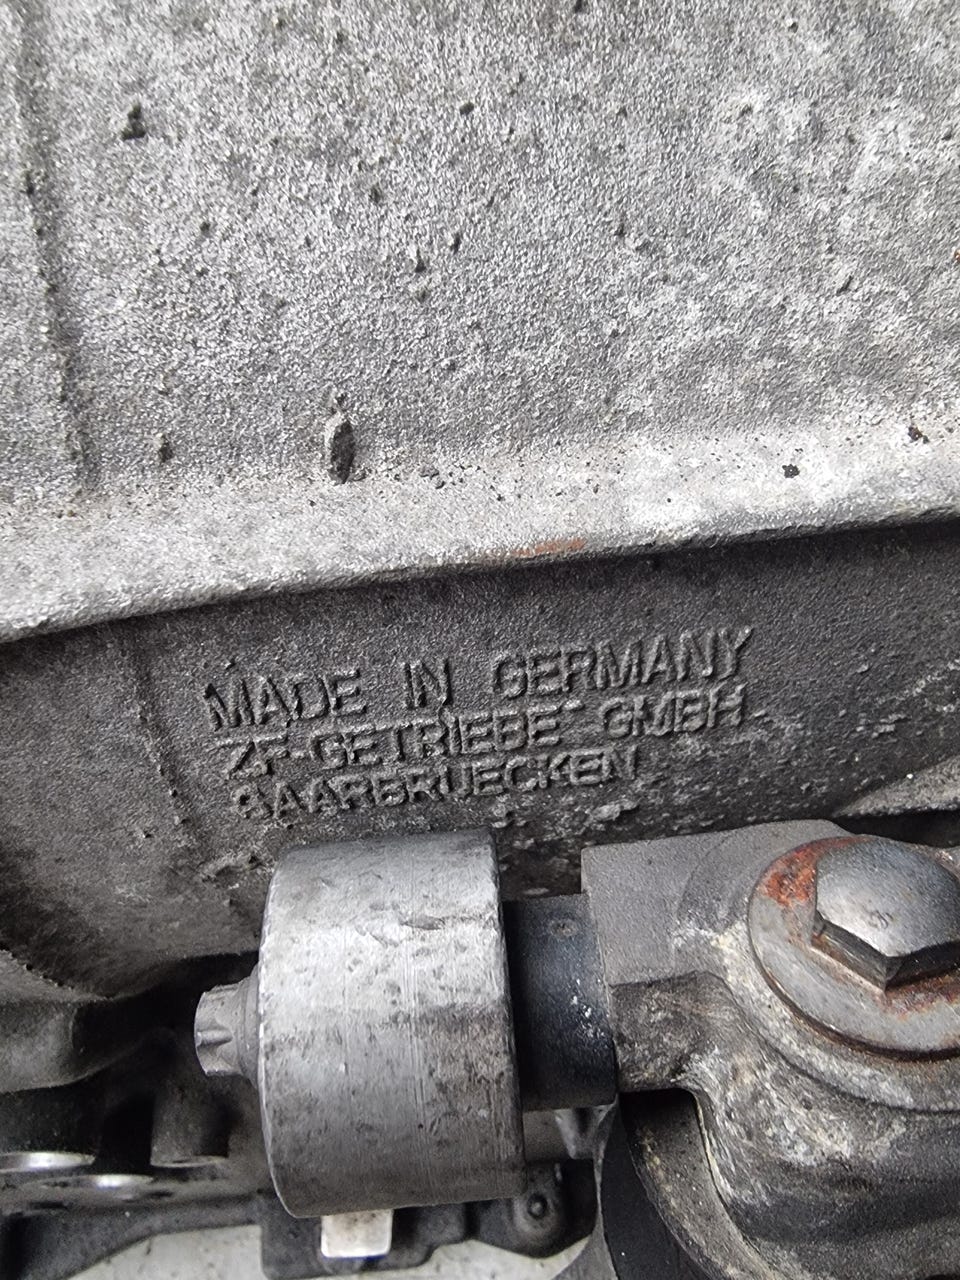 MADE IN GERMANY
ZF-GETRIEBE GMBH
SAARBRUECKEN